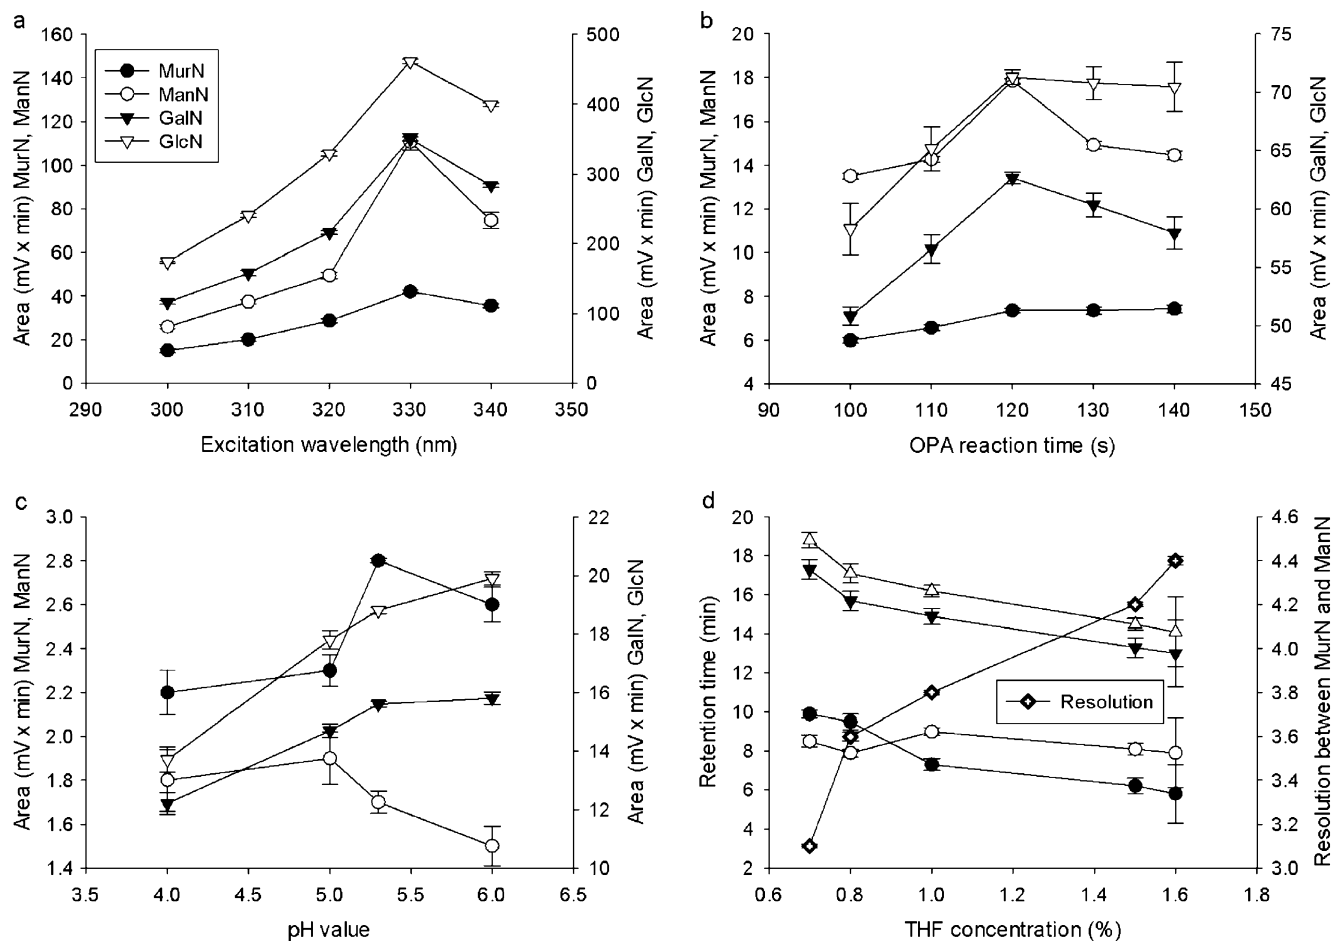 a
160
140
120
100
80
60
40
20
0
Area (mV x min) MurN, ManN
MurN
ManN
GalN
GlcN
500
400
300
200
100
0
Area (mV x min) GalN, GlcN
290 300 310 320 330 340 350
Excitation wavelength (nm)
b
20
18
16
14
12
10
8
6
4
Area (mV x min) MurN, ManN
75
70
65
60
55
50
45
Area (mV x min) GalN, GlcN
90 100 110 120 130 140 150
OPA reaction time (s)
c
3.0
2.8
2.6
2.4
2.2
2.0
1.8
1.6
1.4
Area (mV x min) MurN, ManN
22
20
18
16
14
12
10
Area (mV x min) GalN, GlcN
3.5 4.0 4.5 5.0 5.5 6.0 6.5
pH value
d
20
18
16
14
12
10
8
6
4
2
Retention time (min)
Resolution
4.6
4.4
4.2
4.0
3.8
3.6
3.4
3.2
3.0
Resolution between MurN and ManN
0.6 0.8 1.0 1.2 1.4 1.6 1.8
THF concentration (%)